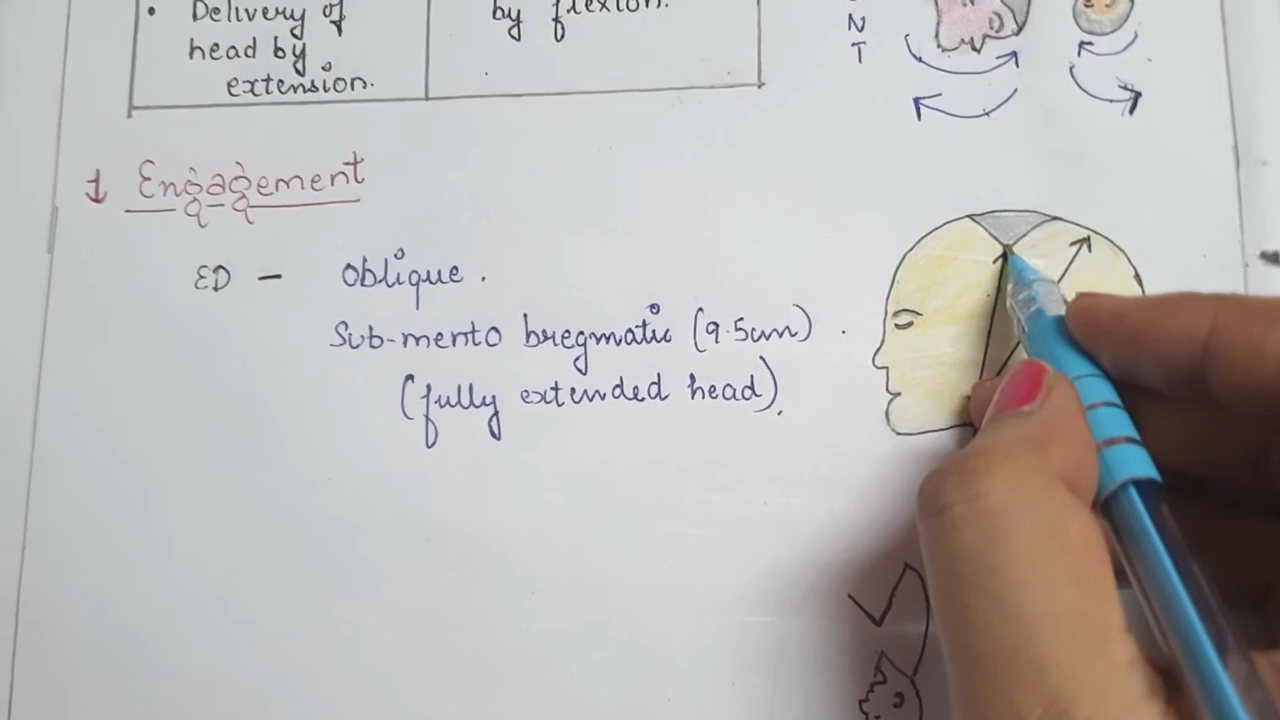 • Delivery of
head by
extension.
by flexion.
N
T
1 Engagement
ED - Oblique.
Sub-mento bregmatic (9.5cm).
(fully extended head).